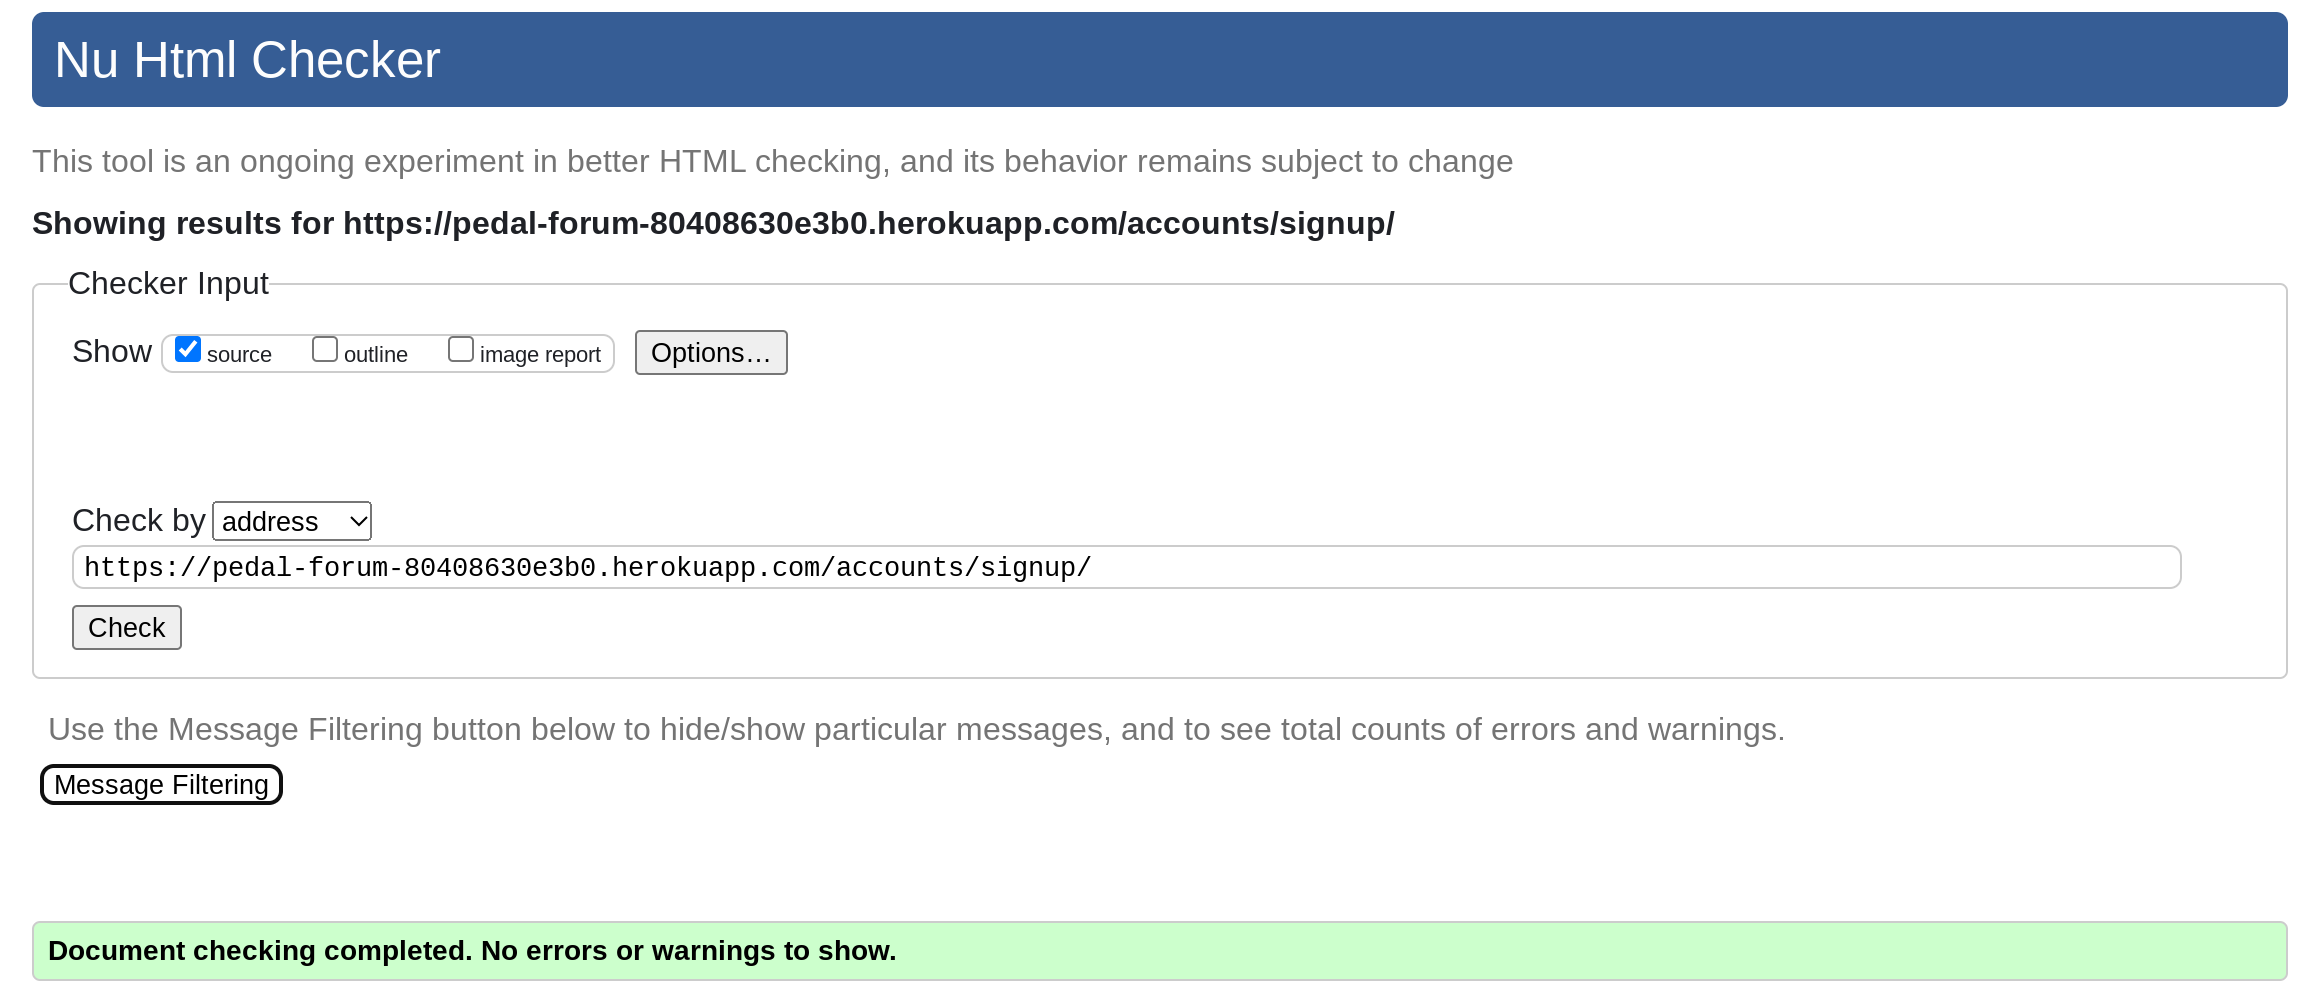 Nu Html Checker
This tool is an ongoing experiment in better HTML checking, and its behavior remains subject to change
Showing results for https://pedal-forum-80408630e3b0.herokuapp.com/accounts/signup/
Checker Input
Show source outline image report Options…
Check by address
https://pedal-forum-80408630e3b0.herokuapp.com/accounts/signup/
Check
Use the Message Filtering button below to hide/show particular messages, and to see total counts of errors and warnings.
Message Filtering
Document checking completed. No errors or warnings to show.